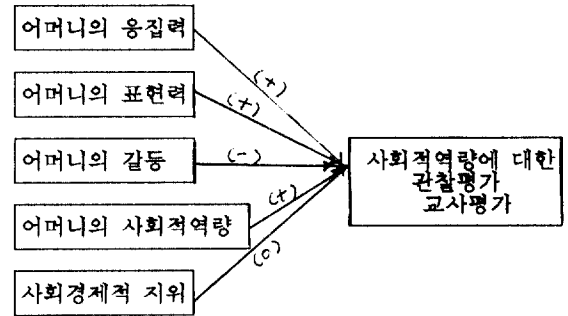 어머니의 응집력
(+)
어머니의 표현력
(+)
어머니의 갈등
(-)
사회적역량에 대한
관찰평가
교사평가
(+)
어머니의 사회적역량
(0)
사회경제적 지위